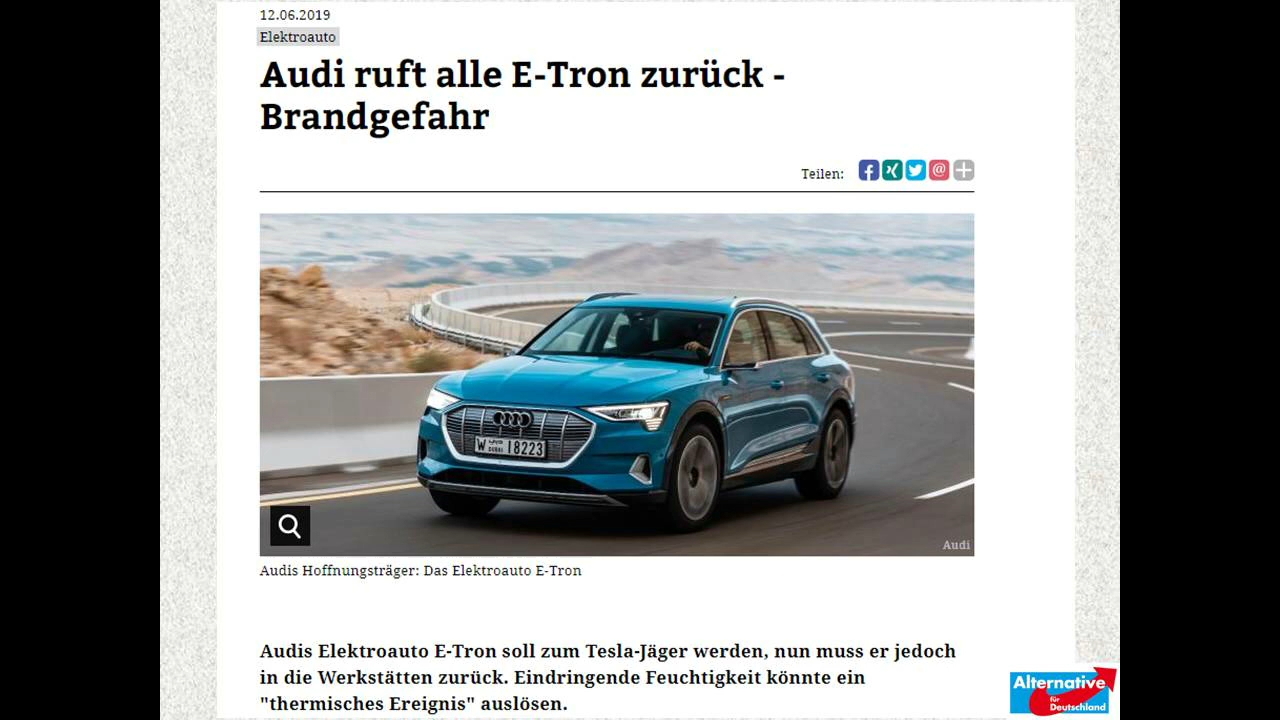 12.06.2019
Elektroauto
Audi ruft alle E-Tron zurück -
Brandgefahr
Teilen:
W DUBAI 18223
Audi
Audis Hoffnungsträger: Das Elektroauto E-Tron
Audis Elektroauto E-Tron soll zum Tesla-Jäger werden, nun muss er jedoch
in die Werkstätten zurück. Eindringende Feuchtigkeit könnte ein
"thermisches Ereignis" auslösen.
Alternative
für
Deutschland